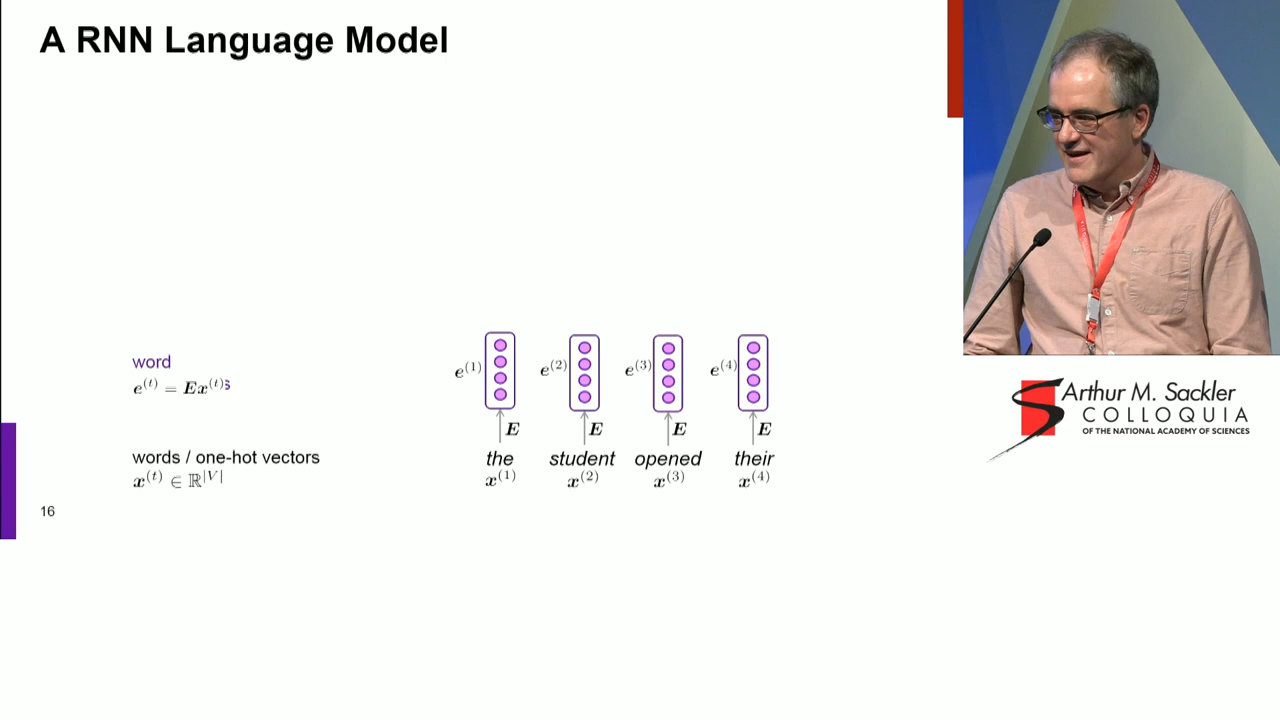 A RNN Language Model
word
e^(t) = Ex^(t)s
e^(1) e^(2) e^(3) e^(4)
E E E E
words / one-hot vectors
x^(t) ∈ ℝ^|V|
the student opened their
x^(1) x^(2) x^(3) x^(4)
16
Arthur M. Sackler
COLLOQUIA
OF THE NATIONAL ACADEMY OF SCIENCES